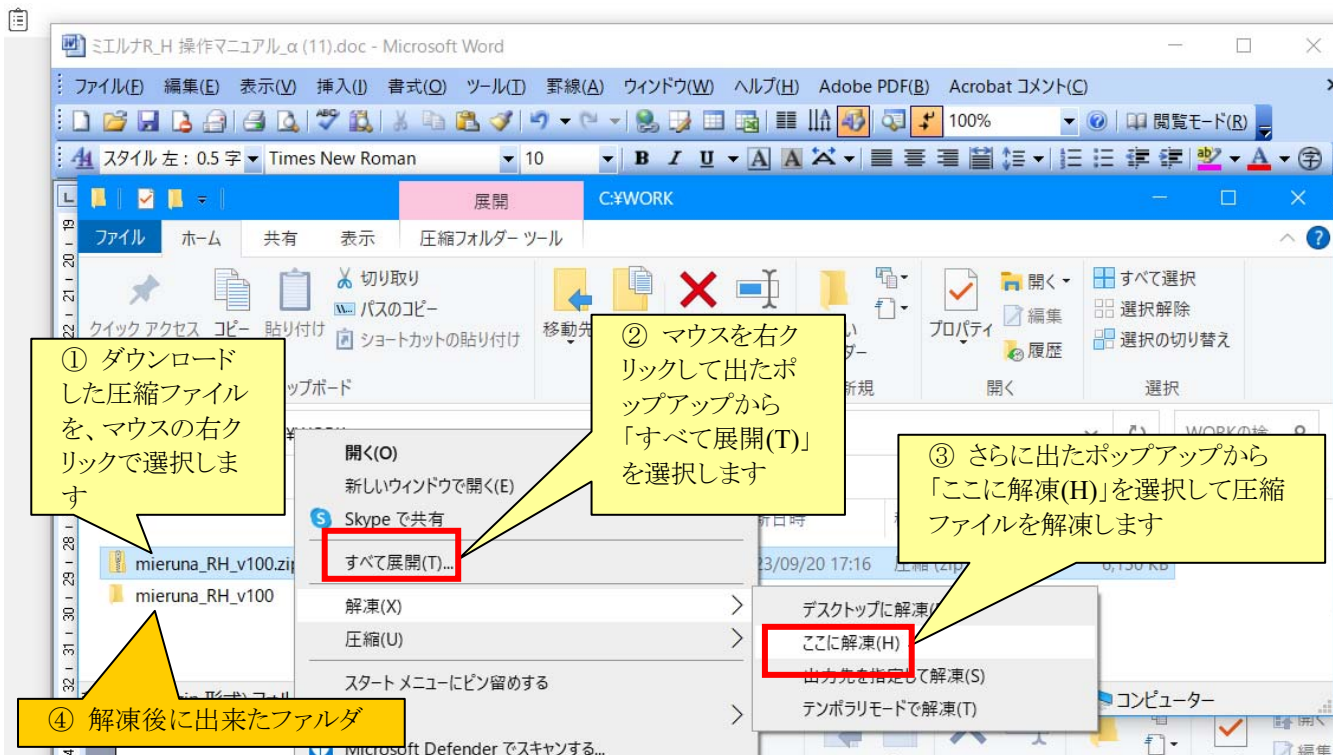 ミエルナR_H 操作マニュアル_α (11).doc - Microsoft Word
ファイル(F) 編集(E) 表示(V) 挿入(I) 書式(O) ツール(T) 罫線(A) ウィンドウ(W) ヘルプ(H) Adobe PDF(B) Acrobat コメント(C)
100% 閲覧モード(R)
スタイル 左 : 0.5 字 Times New Roman 10 B I U A A
展開 C:¥WORK
ファイル ホーム 共有 表示 圧縮フォルダー ツール
切り取り
パスのコピー
ショートカットの貼り付け
クイック アクセス コピー 貼り付け
移動先
プロパティ
開く
編集
履歴
すべて選択
選択解除
選択の切り替え
ップボード
新規
開く
選択
① ダウンロード
した圧縮ファイル
を、マウスの右ク
リックで選択しま
す
② マウスを右ク
リックして出たポ
ップアップから
「すべて展開(T)」
を選択します
③ さらに出たポップアップから
「ここに解凍(H)」を選択して圧縮
ファイルを解凍します
開く(O)
新しいウィンドウで開く(E)
Skype で共有
すべて展開(T)...
解凍(X)
圧縮(U)
スタート メニューにピン留めする
Microsoft Defender でスキャンする...
mieruna_RH_v100.zip
23/09/20 17:16
mieruna_RH_v100
デスクトップに解凍
ここに解凍(H)
出力先を指定して解凍(S)
テンポラリモードで解凍(T)
コンピューター
④ 解凍後に出来たファルダ
19 20 21 22 28 29 30 31 32